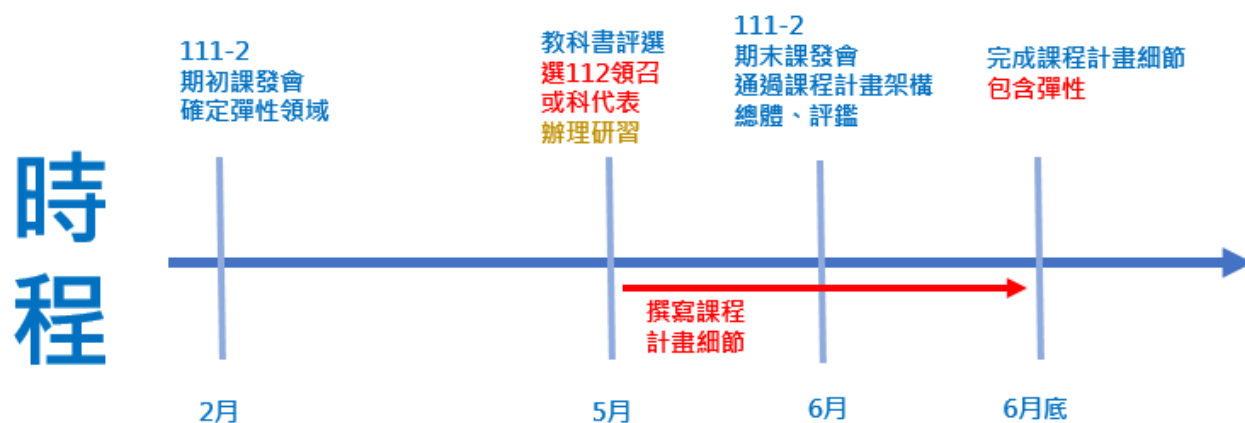 時程
111-2
期初課發會
確定彈性領域
教科書評選
選112領召
或科代表
辦理研習
111-2
期末課發會
通過課程計畫架構
總體、評鑑
完成課程計畫細節
包含彈性
撰寫課程
計畫細節
2月
5月
6月
6月底